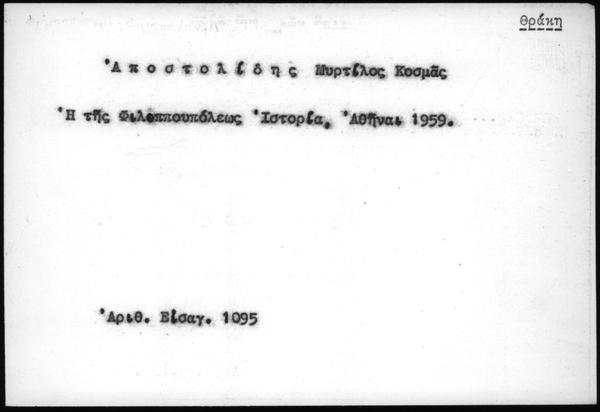 Θράκη
Ἀποστολίδης Μυρτίλος Κοσμᾶς
Ἡ τῆς Φιλιππουπόλεως Ἱστορία, Ἀθῆναι 1959.
Ἀριθ. Εἰσαγ. 1095